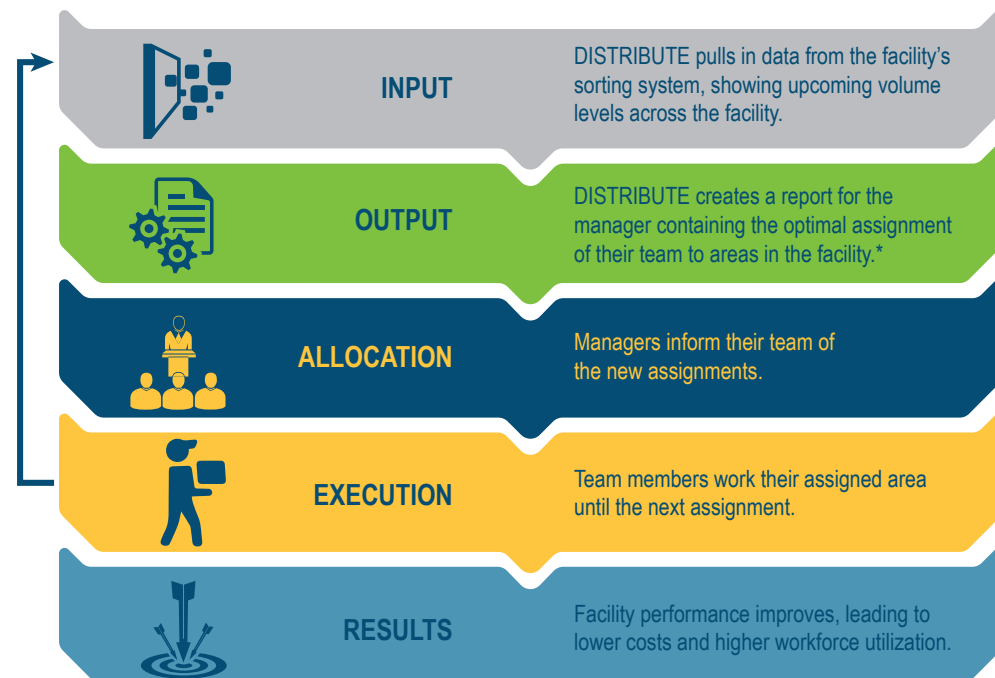 INPUT
DISTRIBUTE pulls in data from the facility’s
sorting system, showing upcoming volume
levels across the facility.
OUTPUT
DISTRIBUTE creates a report for the
manager containing the optimal assignment
of their team to areas in the facility.*
ALLOCATION
Managers inform their team of
the new assignments.
EXECUTION
Team members work their assigned area
until the next assignment.
RESULTS
Facility performance improves, leading to
lower costs and higher workforce utilization.